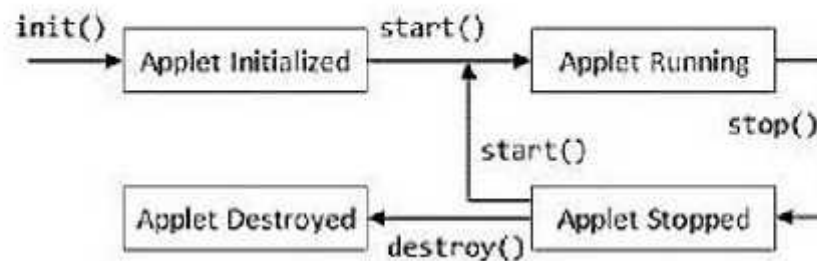 init()
start()
Applet Initialized
Applet Running
stop()
start()
Applet Destroyed
Applet Stopped
destroy()